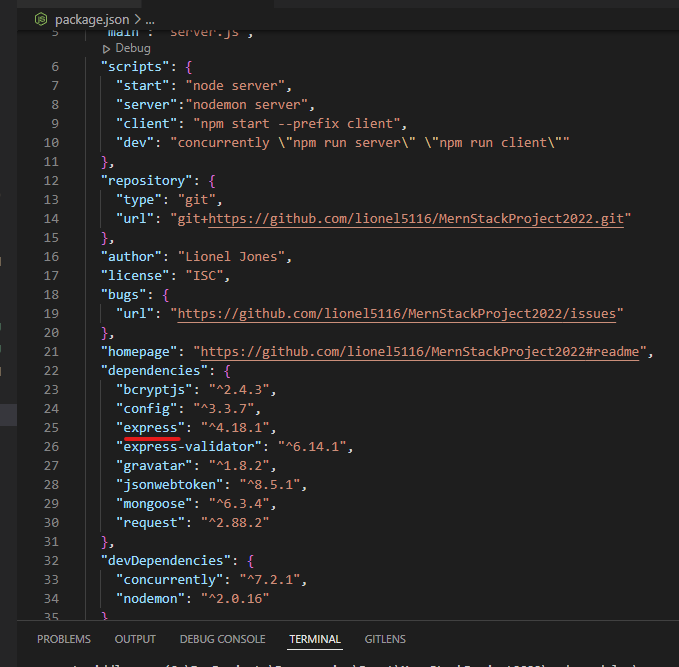 package.json > ...
5 "main": "server.js",
Debug
6 "scripts": {
7 "start": "node server",
8 "server":"nodemon server",
9 "client": "npm start --prefix client",
10 "dev": "concurrently \"npm run server\" \"npm run client\""
11 },
12 "repository": {
13 "type": "git",
14 "url": "git+https://github.com/lionel5116/MernStackProject2022.git"
15 },
16 "author": "Lionel Jones",
17 "license": "ISC",
18 "bugs": {
19 "url": "https://github.com/lionel5116/MernStackProject2022/issues"
20 },
21 "homepage": "https://github.com/lionel5116/MernStackProject2022#readme",
22 "dependencies": {
23 "bcryptjs": "^2.4.3",
24 "config": "^3.3.7",
25 "express": "^4.18.1",
26 "express-validator": "^6.14.1",
27 "gravatar": "^1.8.2",
28 "jsonwebtoken": "^8.5.1",
29 "mongoose": "^6.3.4",
30 "request": "^2.88.2"
31 },
32 "devDependencies": {
33 "concurrently": "^7.2.1",
34 "nodemon": "^2.0.16"
35 }
PROBLEMS OUTPUT DEBUG CONSOLE TERMINAL GITLENS